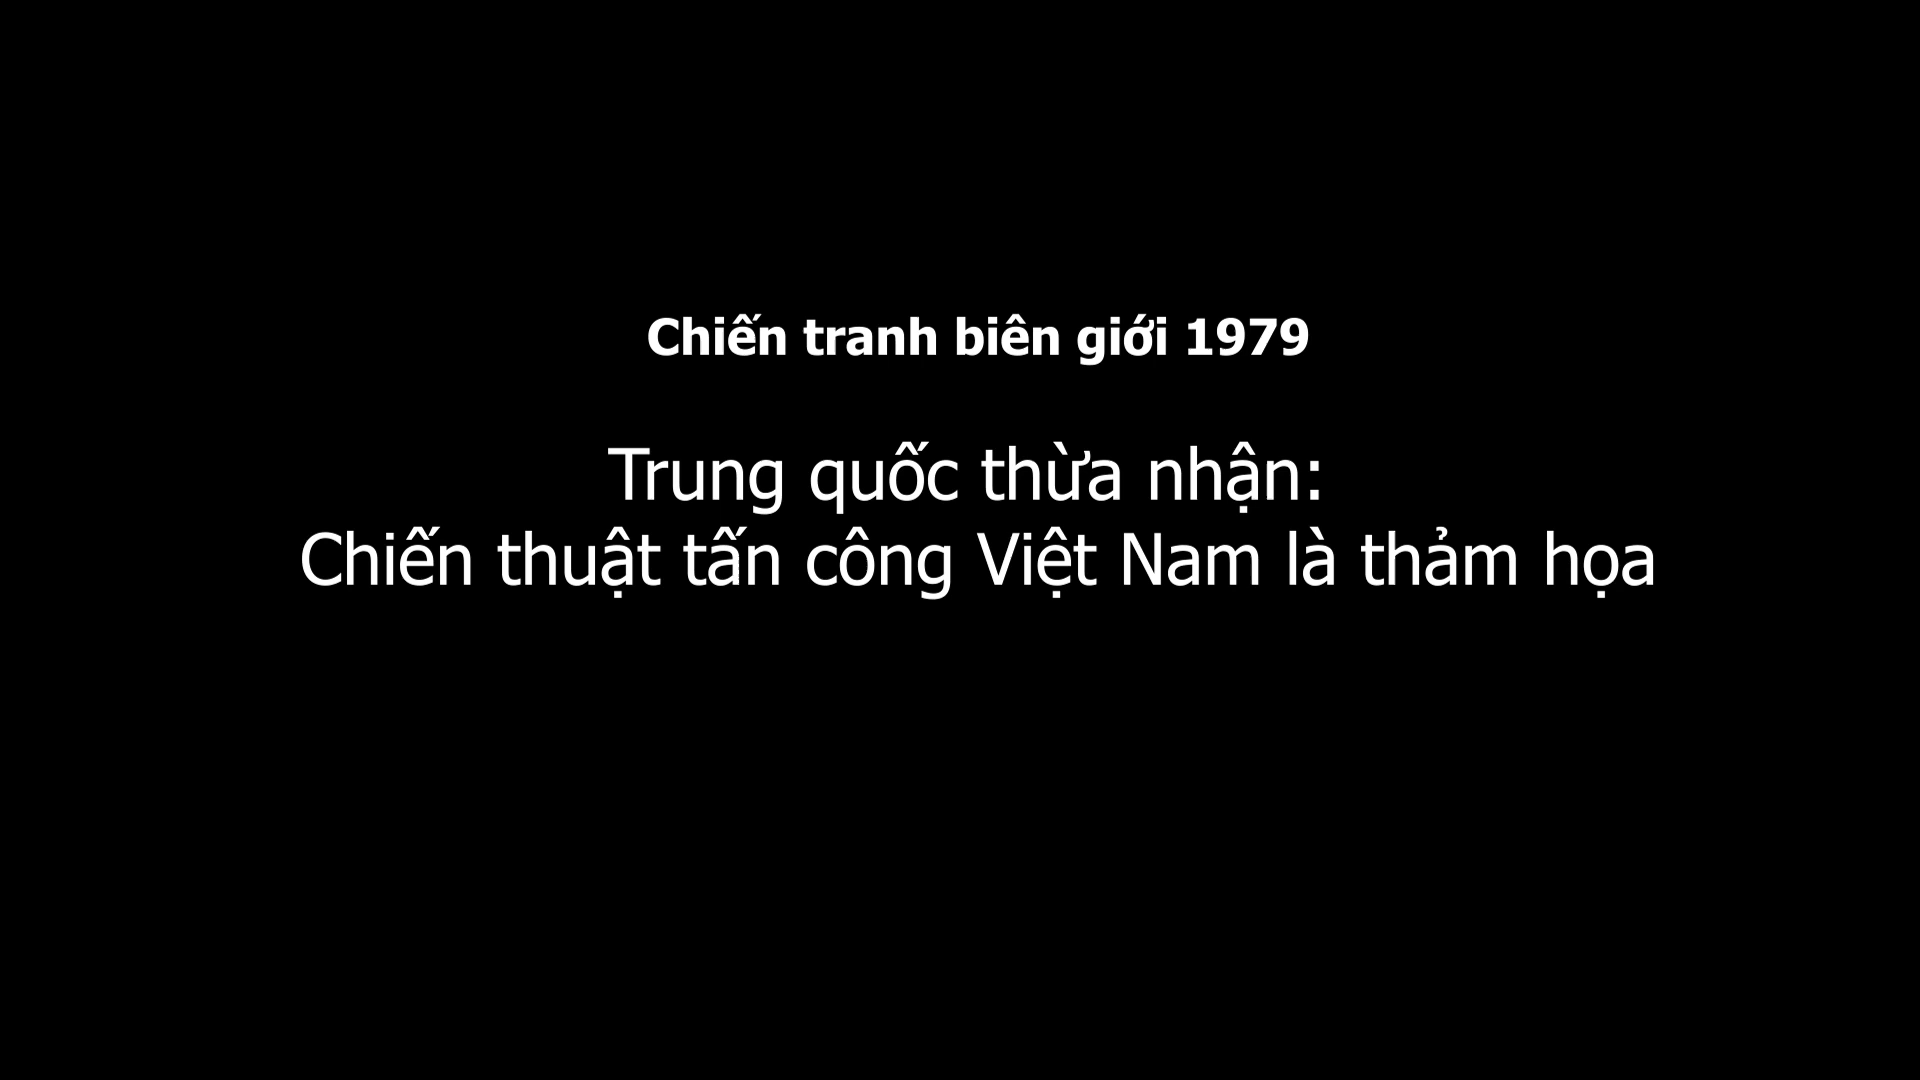 Chiến tranh biên giới 1979
Trung quốc thừa nhận:
Chiến thuật tấn công Việt Nam là thảm họa